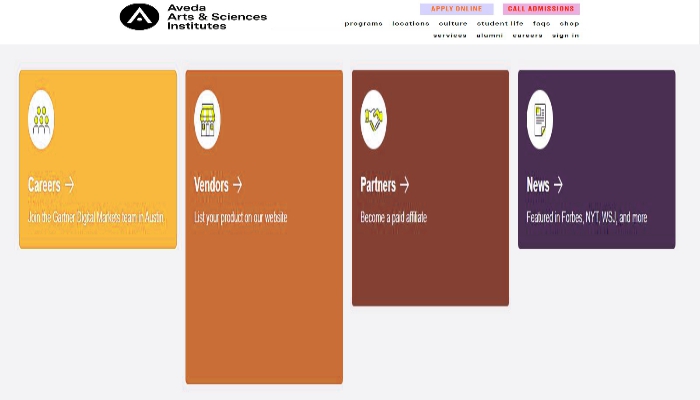 Aveda
Arts & Sciences
Institutes
APPLY ONLINE
CALL ADMISSIONS
programs locations culture student life faqs shop
services alumni careers sign in
Careers →
Join the Gartner Digital Markets team in Austin
Vendors →
List your product on our website
Partners →
Become a paid affiliate
News →
Featured in Forbes, NYT, WSJ, and more